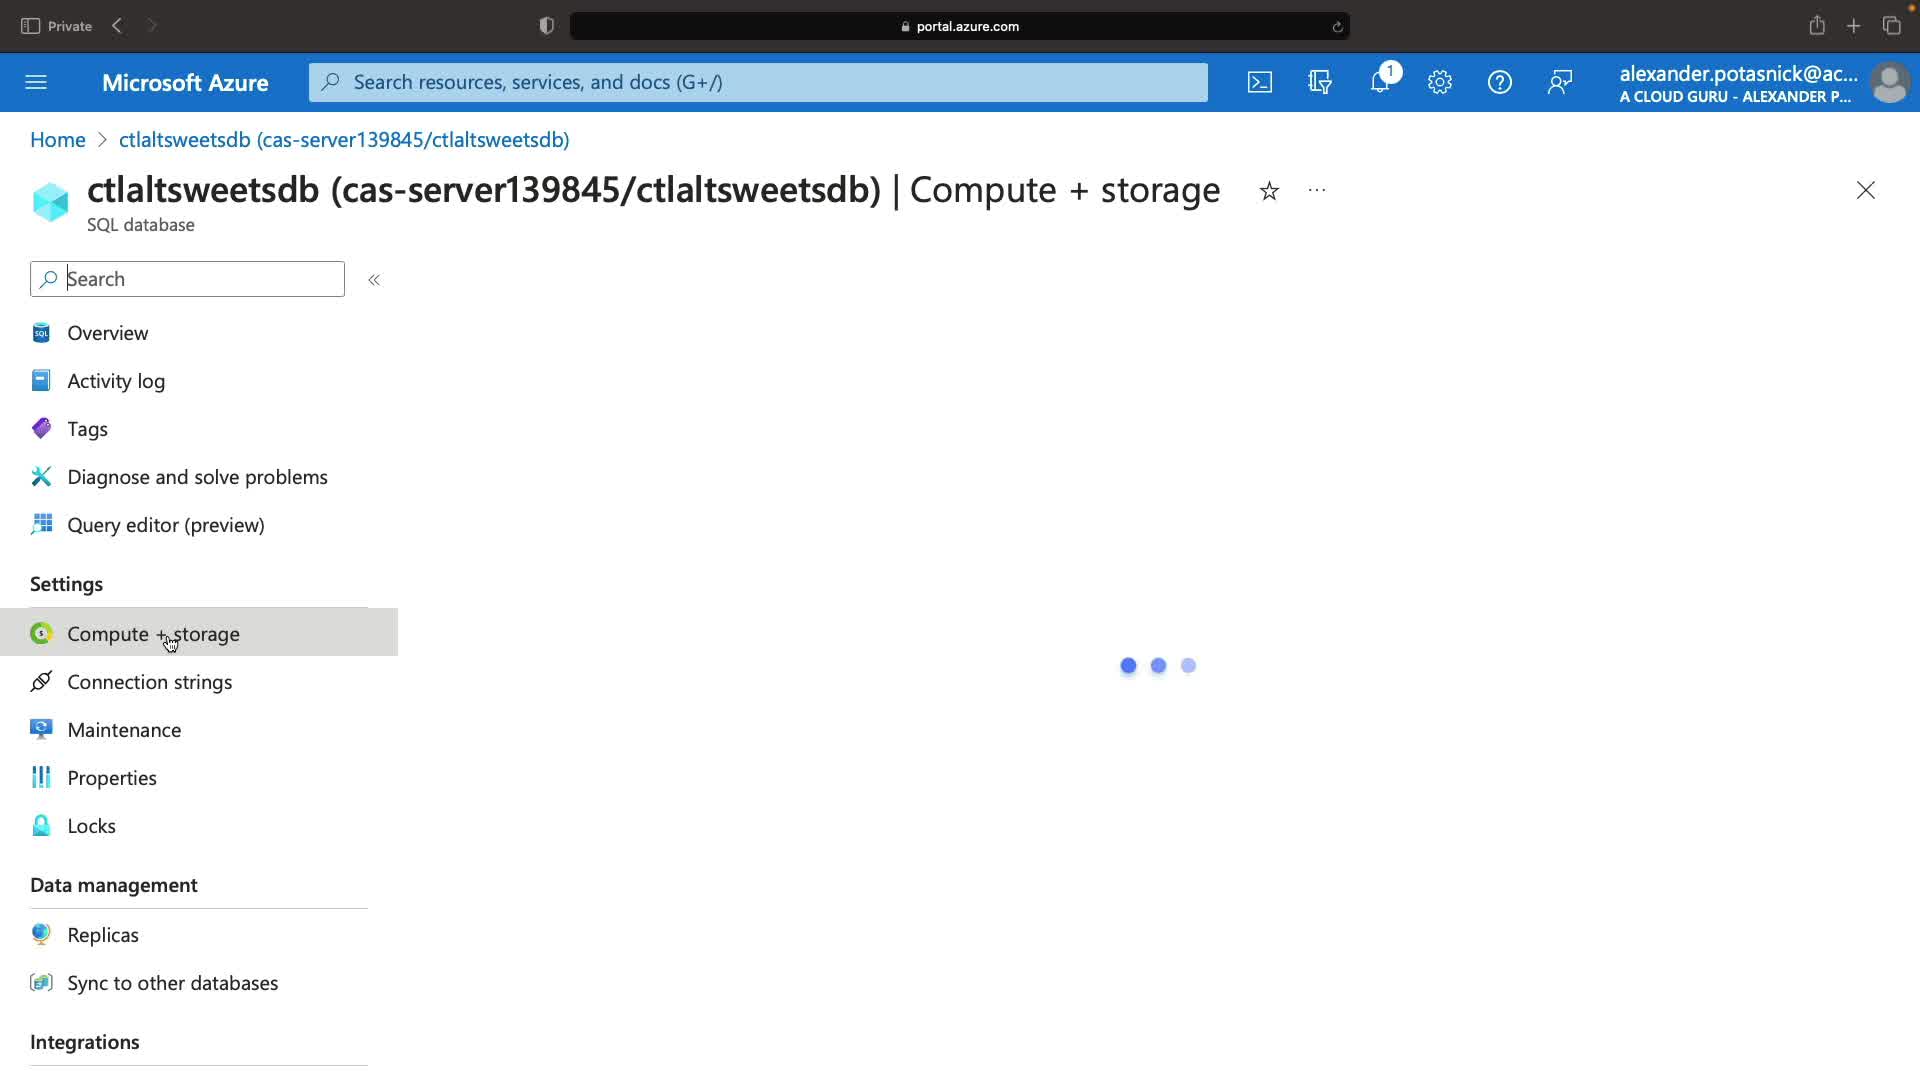 Private
portal.azure.com
Microsoft Azure
Search resources, services, and docs (G+/)
1
alexander.potasnick@ac...
A CLOUD GURU - ALEXANDER P...
Home > ctlaltsweetsdb (cas-server139845/ctlaltsweetsdb)
ctlaltsweetsdb (cas-server139845/ctlaltsweetsdb) | Compute + storage
SQL database
Search
Overview
Activity log
Tags
Diagnose and solve problems
Query editor (preview)
Settings
Compute + storage
Connection strings
Maintenance
Properties
Locks
Data management
Replicas
Sync to other databases
Integrations